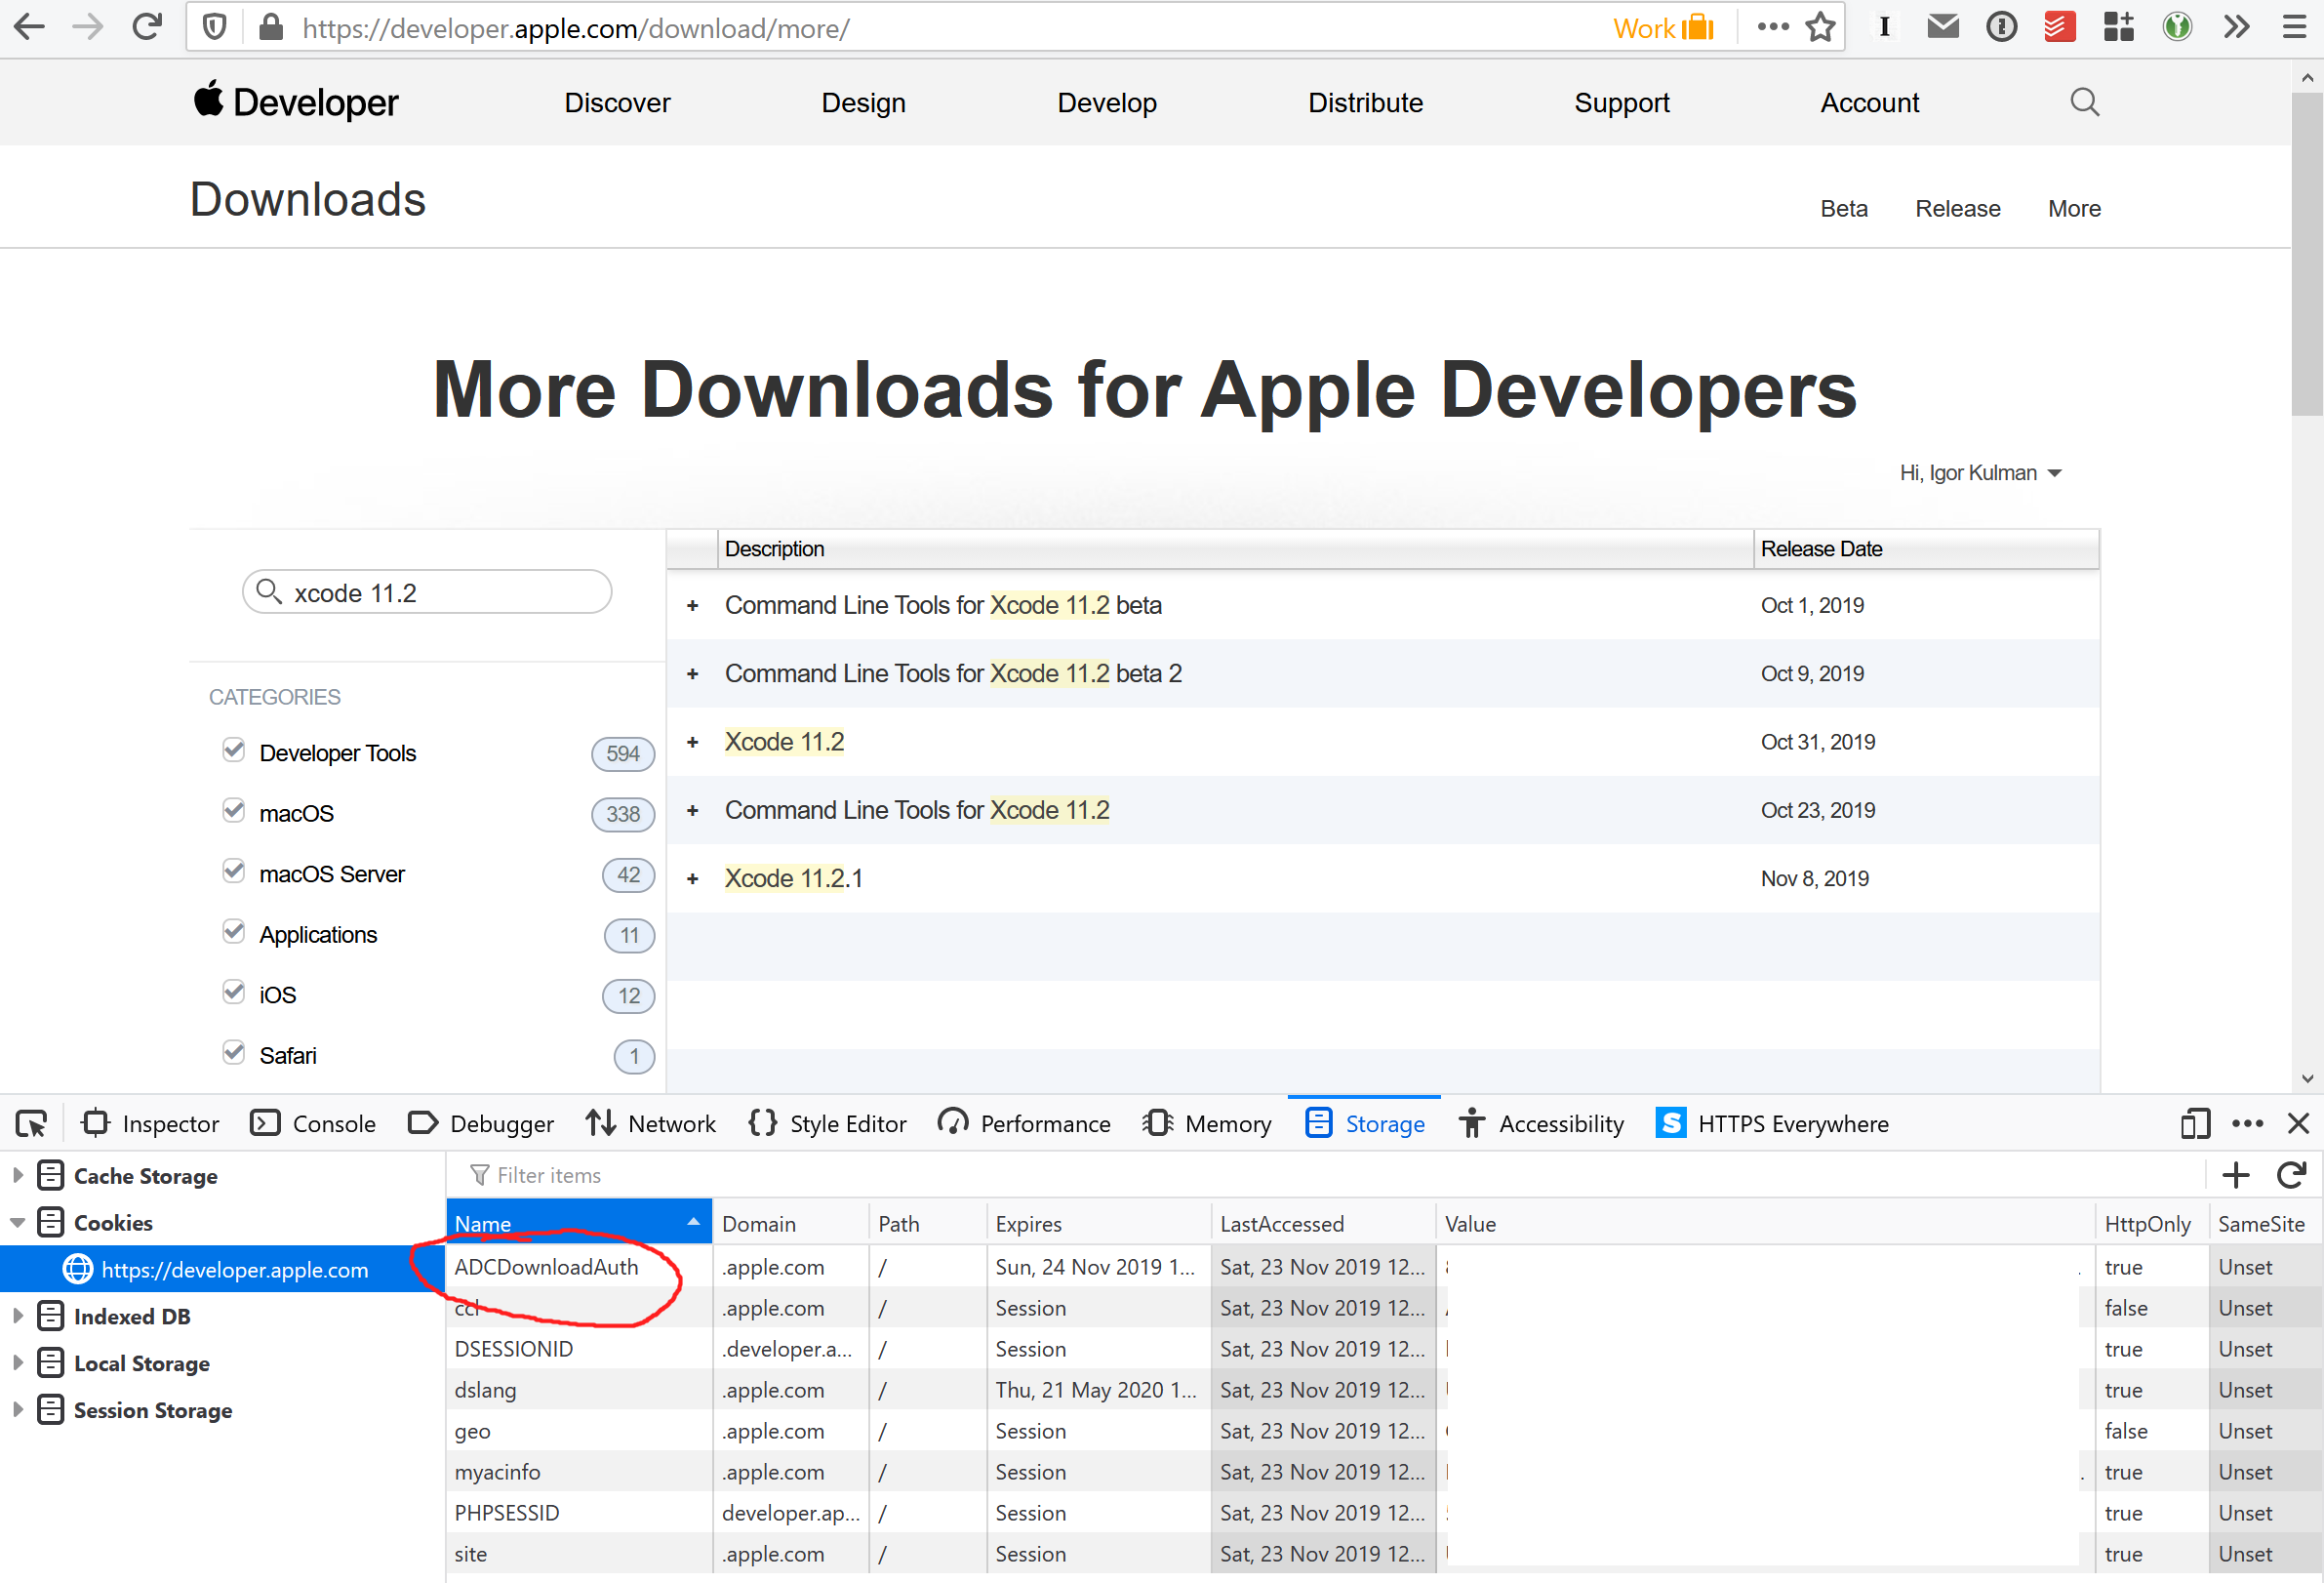 https://developer.apple.com/download/more/ Work
Developer Discover Design Develop Distribute Support Account
Downloads Beta Release More
More Downloads for Apple Developers
Hi, Igor Kulman
xcode 11.2
CATEGORIES
Developer Tools 594
macOS 338
macOS Server 42
Applications 11
iOS 12
Safari 1
Description Release Date
+ Command Line Tools for Xcode 11.2 beta Oct 1, 2019
+ Command Line Tools for Xcode 11.2 beta 2 Oct 9, 2019
+ Xcode 11.2 Oct 31, 2019
+ Command Line Tools for Xcode 11.2 Oct 23, 2019
+ Xcode 11.2.1 Nov 8, 2019
Inspector Console Debugger Network Style Editor Performance Memory Storage Accessibility HTTPS Everywhere
Cache Storage
Cookies
https://developer.apple.com
Indexed DB
Local Storage
Session Storage
Filter items
Name Domain Path Expires LastAccessed Value HttpOnly SameSite
ADCDownloadAuth .apple.com / Sun, 24 Nov 2019 1... Sat, 23 Nov 2019 12... true Unset
ccl .apple.com / Session Sat, 23 Nov 2019 12... false Unset
DSESSIONID .developer.a... / Session Sat, 23 Nov 2019 12... true Unset
dslang .apple.com / Thu, 21 May 2020 1... Sat, 23 Nov 2019 12... true Unset
geo .apple.com / Session Sat, 23 Nov 2019 12... false Unset
myacinfo .apple.com / Session Sat, 23 Nov 2019 12... true Unset
PHPSESSID developer.ap... / Session Sat, 23 Nov 2019 12... true Unset
site .apple.com / Session Sat, 23 Nov 2019 12... true Unset